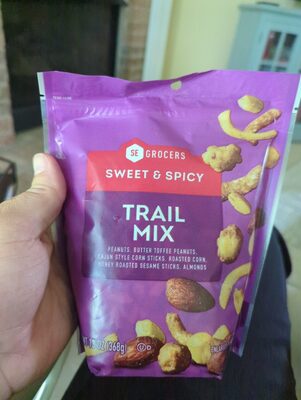 SE GROCERS
SWEET & SPICY
TRAIL
MIX
PEANUTS, BUTTER TOFFEE PEANUTS,
CAJUN STYLE CORN STICKS, ROASTED CORN,
HONEY ROASTED SESAME STICKS, ALMONDS
(368g)